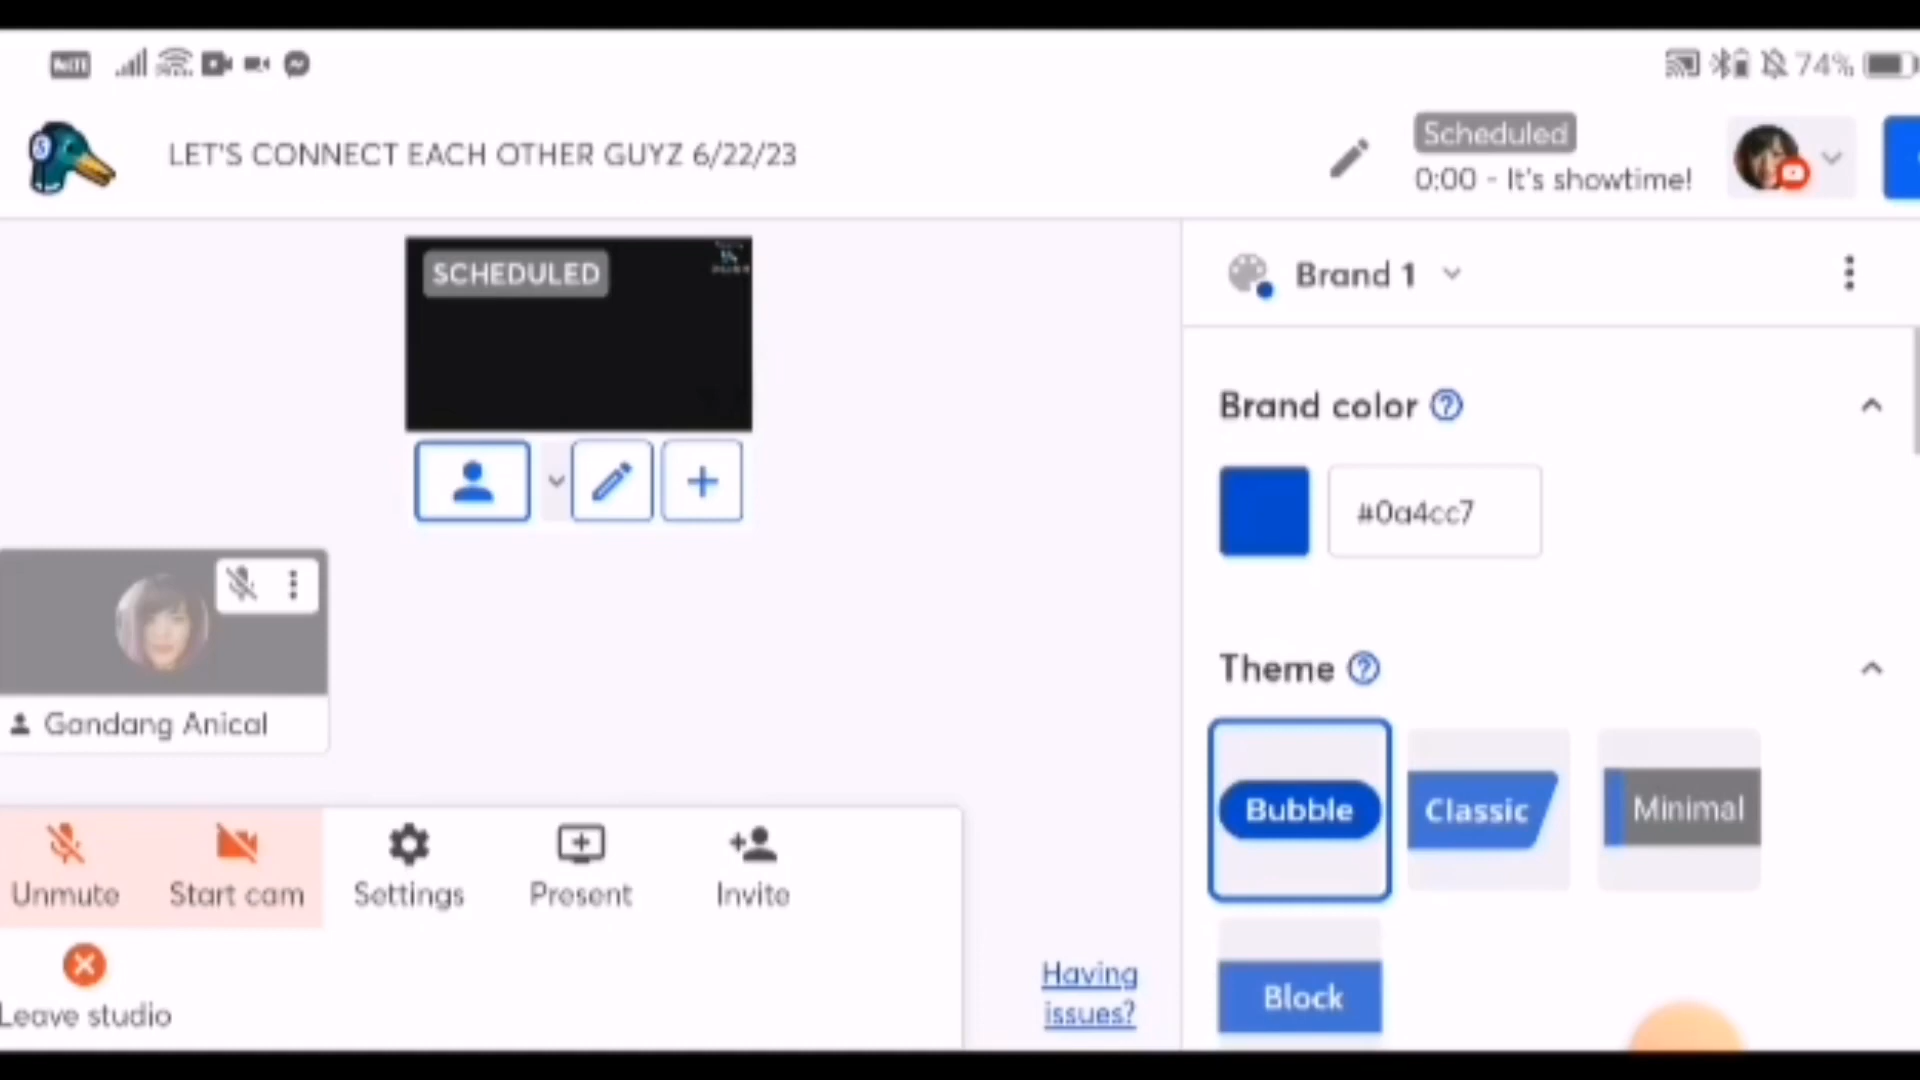 74%
LET'S CONNECT EACH OTHER GUYZ 6/22/23
Scheduled
0:00 - It's showtime!
SCHEDULED
Brand 1
Brand color
#0a4cc7
Theme
Bubble
Classic
Minimal
Block
Gandang Anical
Unmute
Start cam
Settings
Present
Invite
Leave studio
Having
issues?